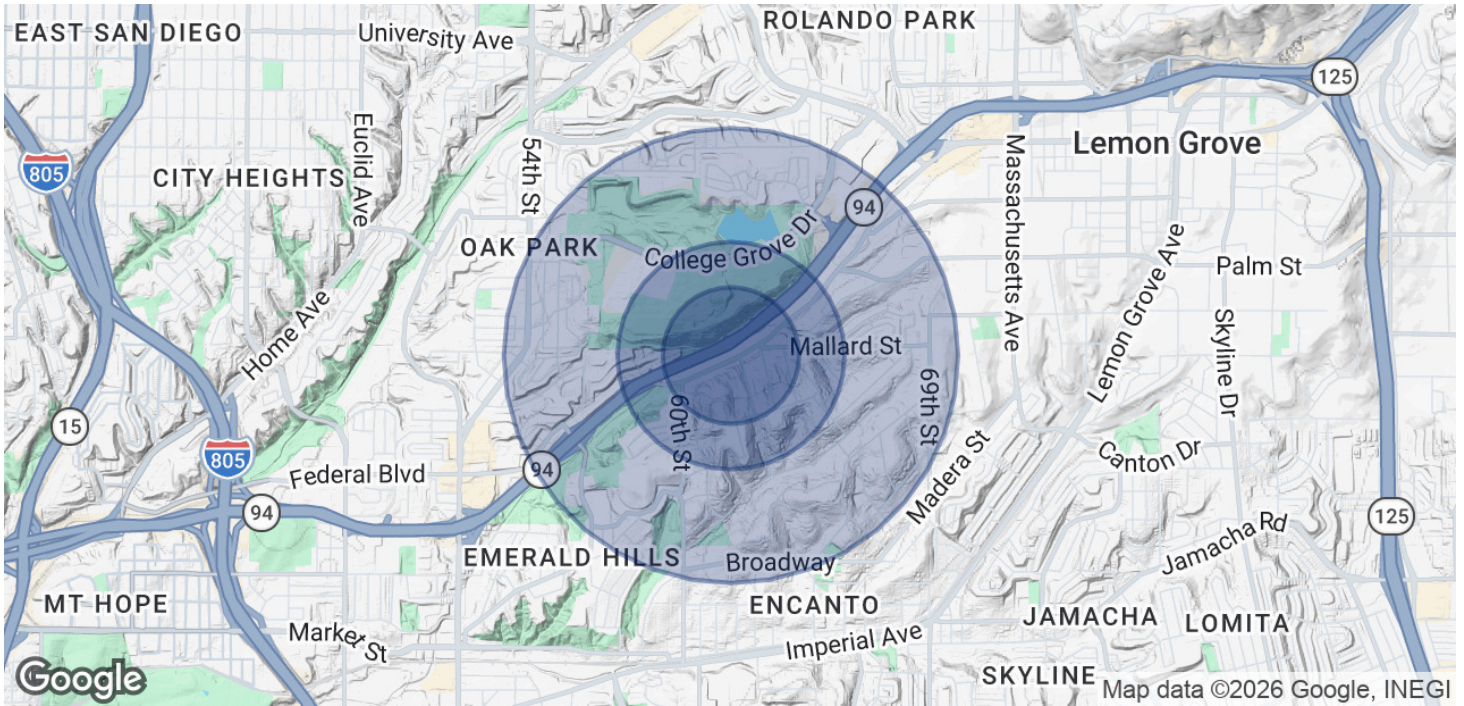 ROLANDO PARK
EAST SAN DIEGO
University Ave
125
500'
Lemon Grove
Euclid Ave
54th St
Massachusetts Ave
805
CITY HEIGHTS
94
OAK PARK
College Grove Dr
Lemon Grove Ave
Palm St
Home Ave
Mallard St
Skyline Dr
69th St
60th St
15
805
Federal Blvd
94
Madera St
Canton Dr
94
125
Jamacha Rd
EMERALD HILLS
Broadway
MT HOPE
ENCANTO
JAMACHA
LOMITA
Market St
Imperial Ave
SKYLINE
Google
Map data ©2026 Google, INEGI